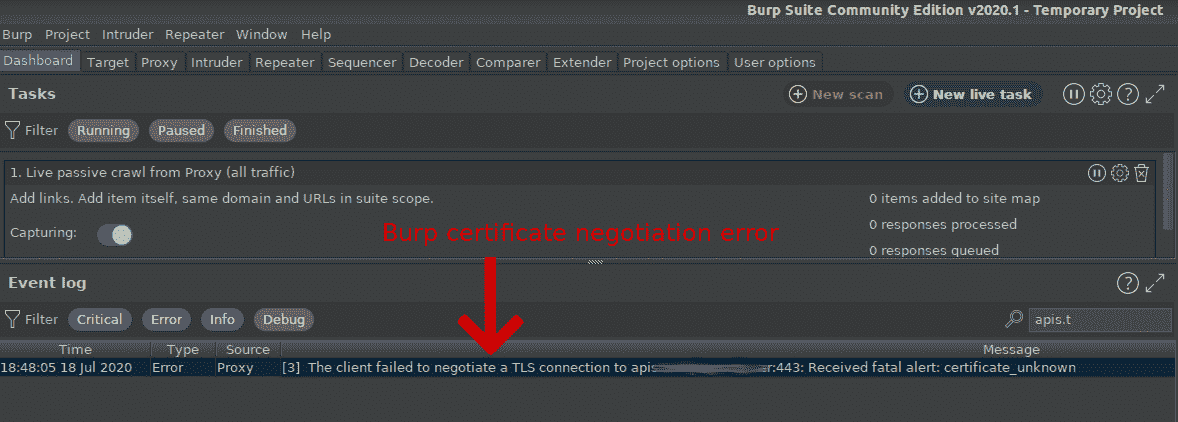 Burp Suite Community Edition v2020.1 - Temporary Project
Burp Project Intruder Repeater Window Help
Dashboard Target Proxy Intruder Repeater Sequencer Decoder Comparer Extender Project options User options
Tasks New scan New live task
Filter Running Paused Finished
1. Live passive crawl from Proxy (all traffic)
Add links. Add item itself, same domain and URLs in suite scope. 0 items added to site map
0 responses processed
Capturing: Burp certificate negotiation error
0 responses queued
Event log
Filter Critical Error Info Debug apis.t
Time Type Source Message
18:48:05 18 Jul 2020 Error Proxy [3] The client failed to negotiate a TLS connection to apis r:443: Received fatal alert: certificate_unknown